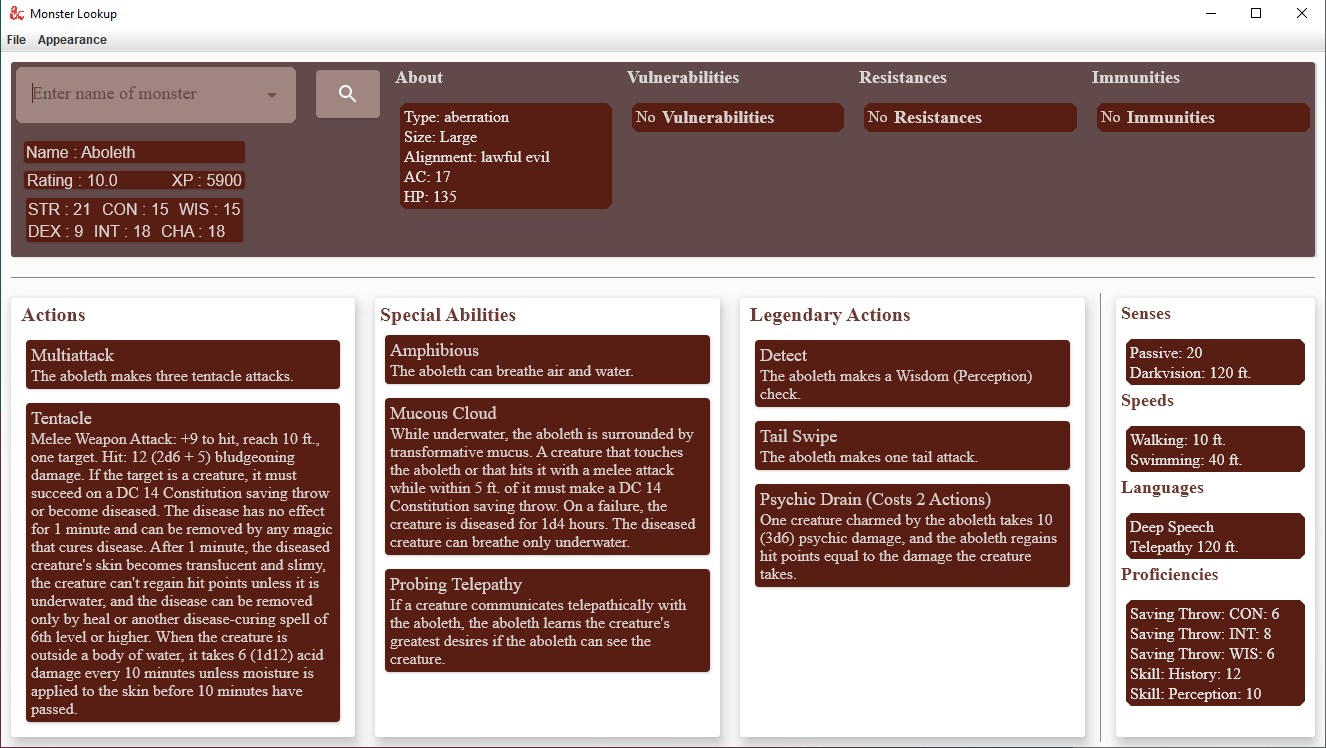 Monster Lookup
File Appearance
Enter name of monster
Name : Aboleth
Rating : 10.0 XP : 5900
STR : 21 CON : 15 WIS : 15
DEX : 9 INT : 18 CHA : 18
About
Type: aberration
Size: Large
Alignment: lawful evil
AC: 17
HP: 135
Vulnerabilities
No Vulnerabilities
Resistances
No Resistances
Immunities
No Immunities
Actions
Multiattack
The aboleth makes three tentacle attacks.
Tentacle
Melee Weapon Attack: +9 to hit, reach 10 ft.,
one target. Hit: 12 (2d6 + 5) bludgeoning
damage. If the target is a creature, it must
succeed on a DC 14 Constitution saving throw
or become diseased. The disease has no effect
for 1 minute and can be removed by any magic
that cures disease. After 1 minute, the diseased
creature's skin becomes translucent and slimy,
the creature can't regain hit points unless it is
underwater, and the disease can be removed
only by heal or another disease-curing spell of
6th level or higher. When the creature is
outside a body of water, it takes 6 (1d12) acid
damage every 10 minutes unless moisture is
applied to the skin before 10 minutes have
passed.
Special Abilities
Amphibious
The aboleth can breathe air and water.
Mucous Cloud
While underwater, the aboleth is surrounded by
transformative mucus. A creature that touches
the aboleth or that hits it with a melee attack
while within 5 ft. of it must make a DC 14
Constitution saving throw. On a failure, the
creature is diseased for 1d4 hours. The diseased
creature can breathe only underwater.
Probing Telepathy
If a creature communicates telepathically with
the aboleth, the aboleth learns the creature's
greatest desires if the aboleth can see the
creature.
Legendary Actions
Detect
The aboleth makes a Wisdom (Perception)
check.
Tail Swipe
The aboleth makes one tail attack.
Psychic Drain (Costs 2 Actions)
One creature charmed by the aboleth takes 10
(3d6) psychic damage, and the aboleth regains
hit points equal to the damage the creature
takes.
Senses
Passive: 20
Darkvision: 120 ft.
Speeds
Walking: 10 ft.
Swimming: 40 ft.
Languages
Deep Speech
Telepathy 120 ft.
Proficiencies
Saving Throw: CON: 6
Saving Throw: INT: 8
Saving Throw: WIS: 6
Skill: History: 12
Skill: Perception: 10